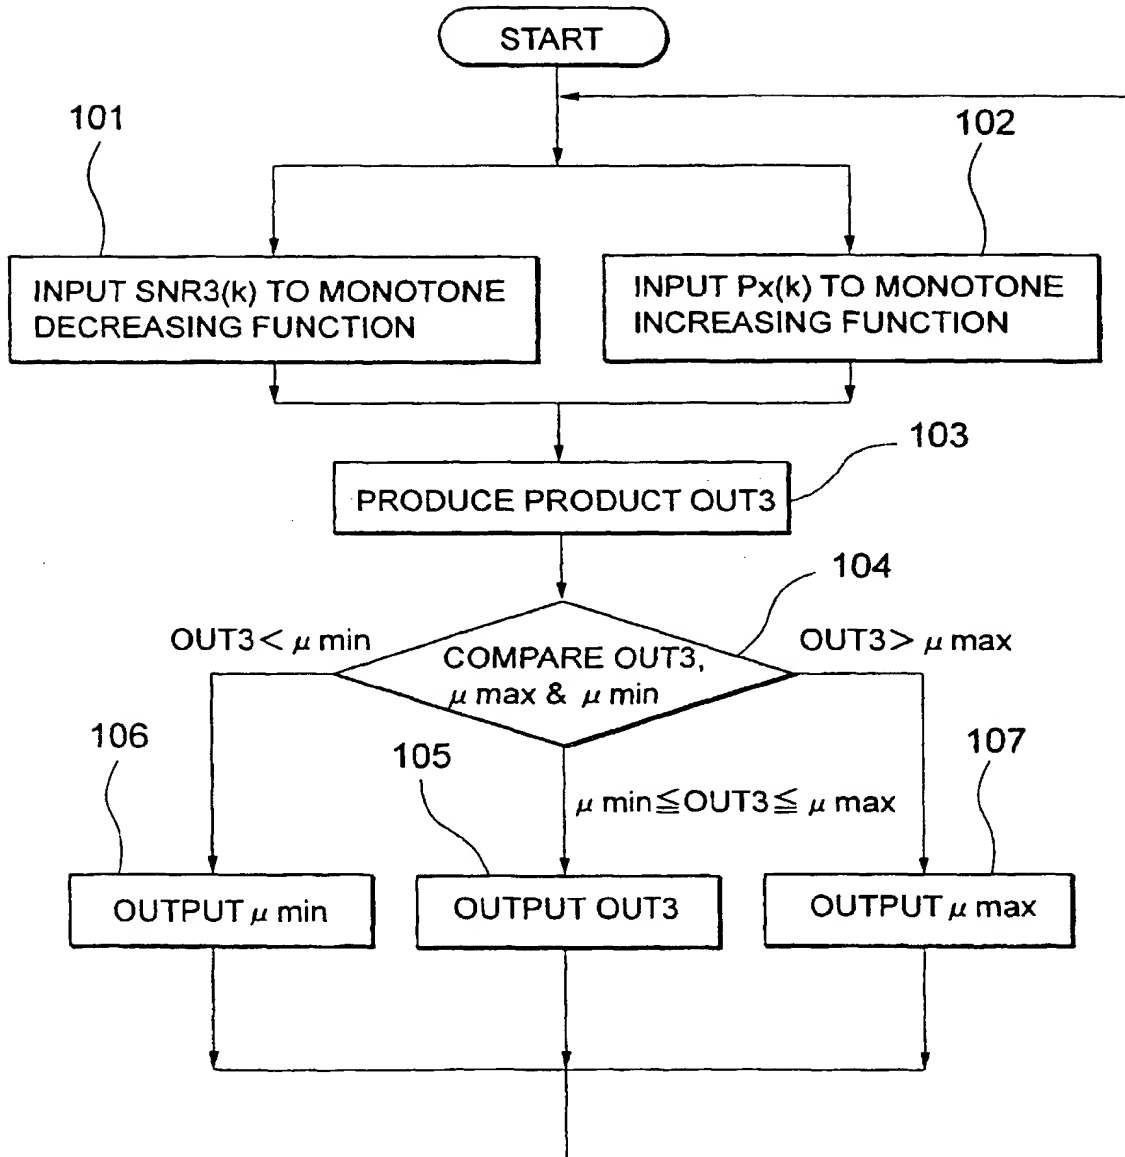 START
101
102
INPUT SNR3(k) TO MONOTONE
DECREASING FUNCTION
INPUT Px(k) TO MONOTONE
INCREASING FUNCTION
103
PRODUCE PRODUCT OUT3
104
OUT3< μ min
OUT3> μ max
COMPARE OUT3,
μ max & μ min
106
105
107
μ min≦OUT3≦ μ max
OUTPUT μ min
OUTPUT OUT3
OUTPUT μ max